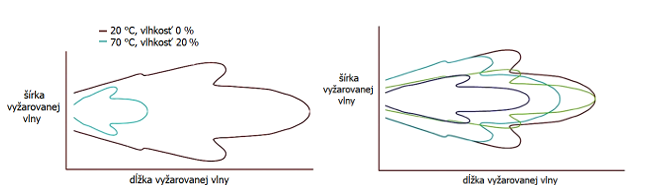 20 °C, vlhkosť 0 %
70 °C, vlhkosť 20 %
šírka
vyžarovanej
vlny
dĺžka vyžarovanej vlny
šírka
vyžarovanej
vlny
dĺžka vyžarovanej vlny